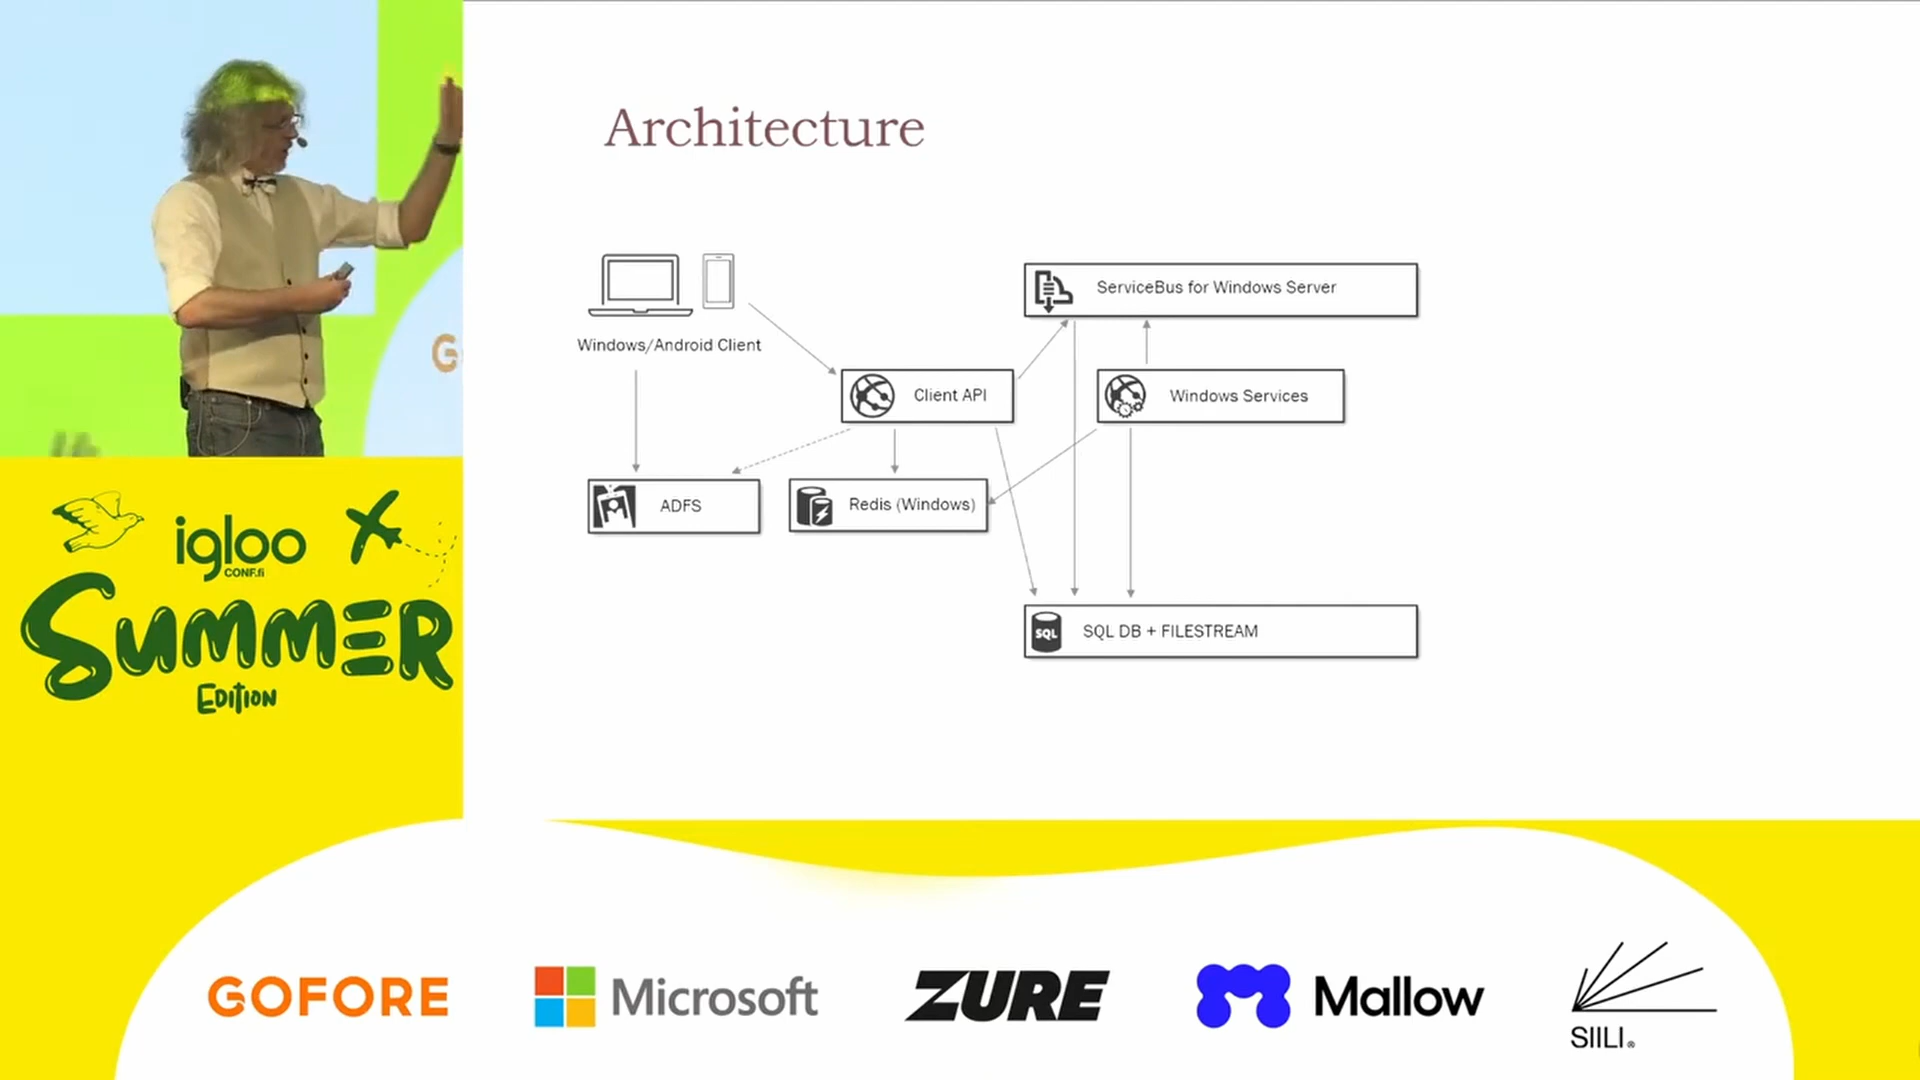 Architecture
ServiceBus for Windows Server
Windows/Android Client
Client API
Windows Services
ADFS
Redis (Windows)
SQL
SQL DB + FILESTREAM
G
igloo
CONF.fi
SUMMER
EDITION
GOFORE
Microsoft
ZURE
Mallow
SIILI®